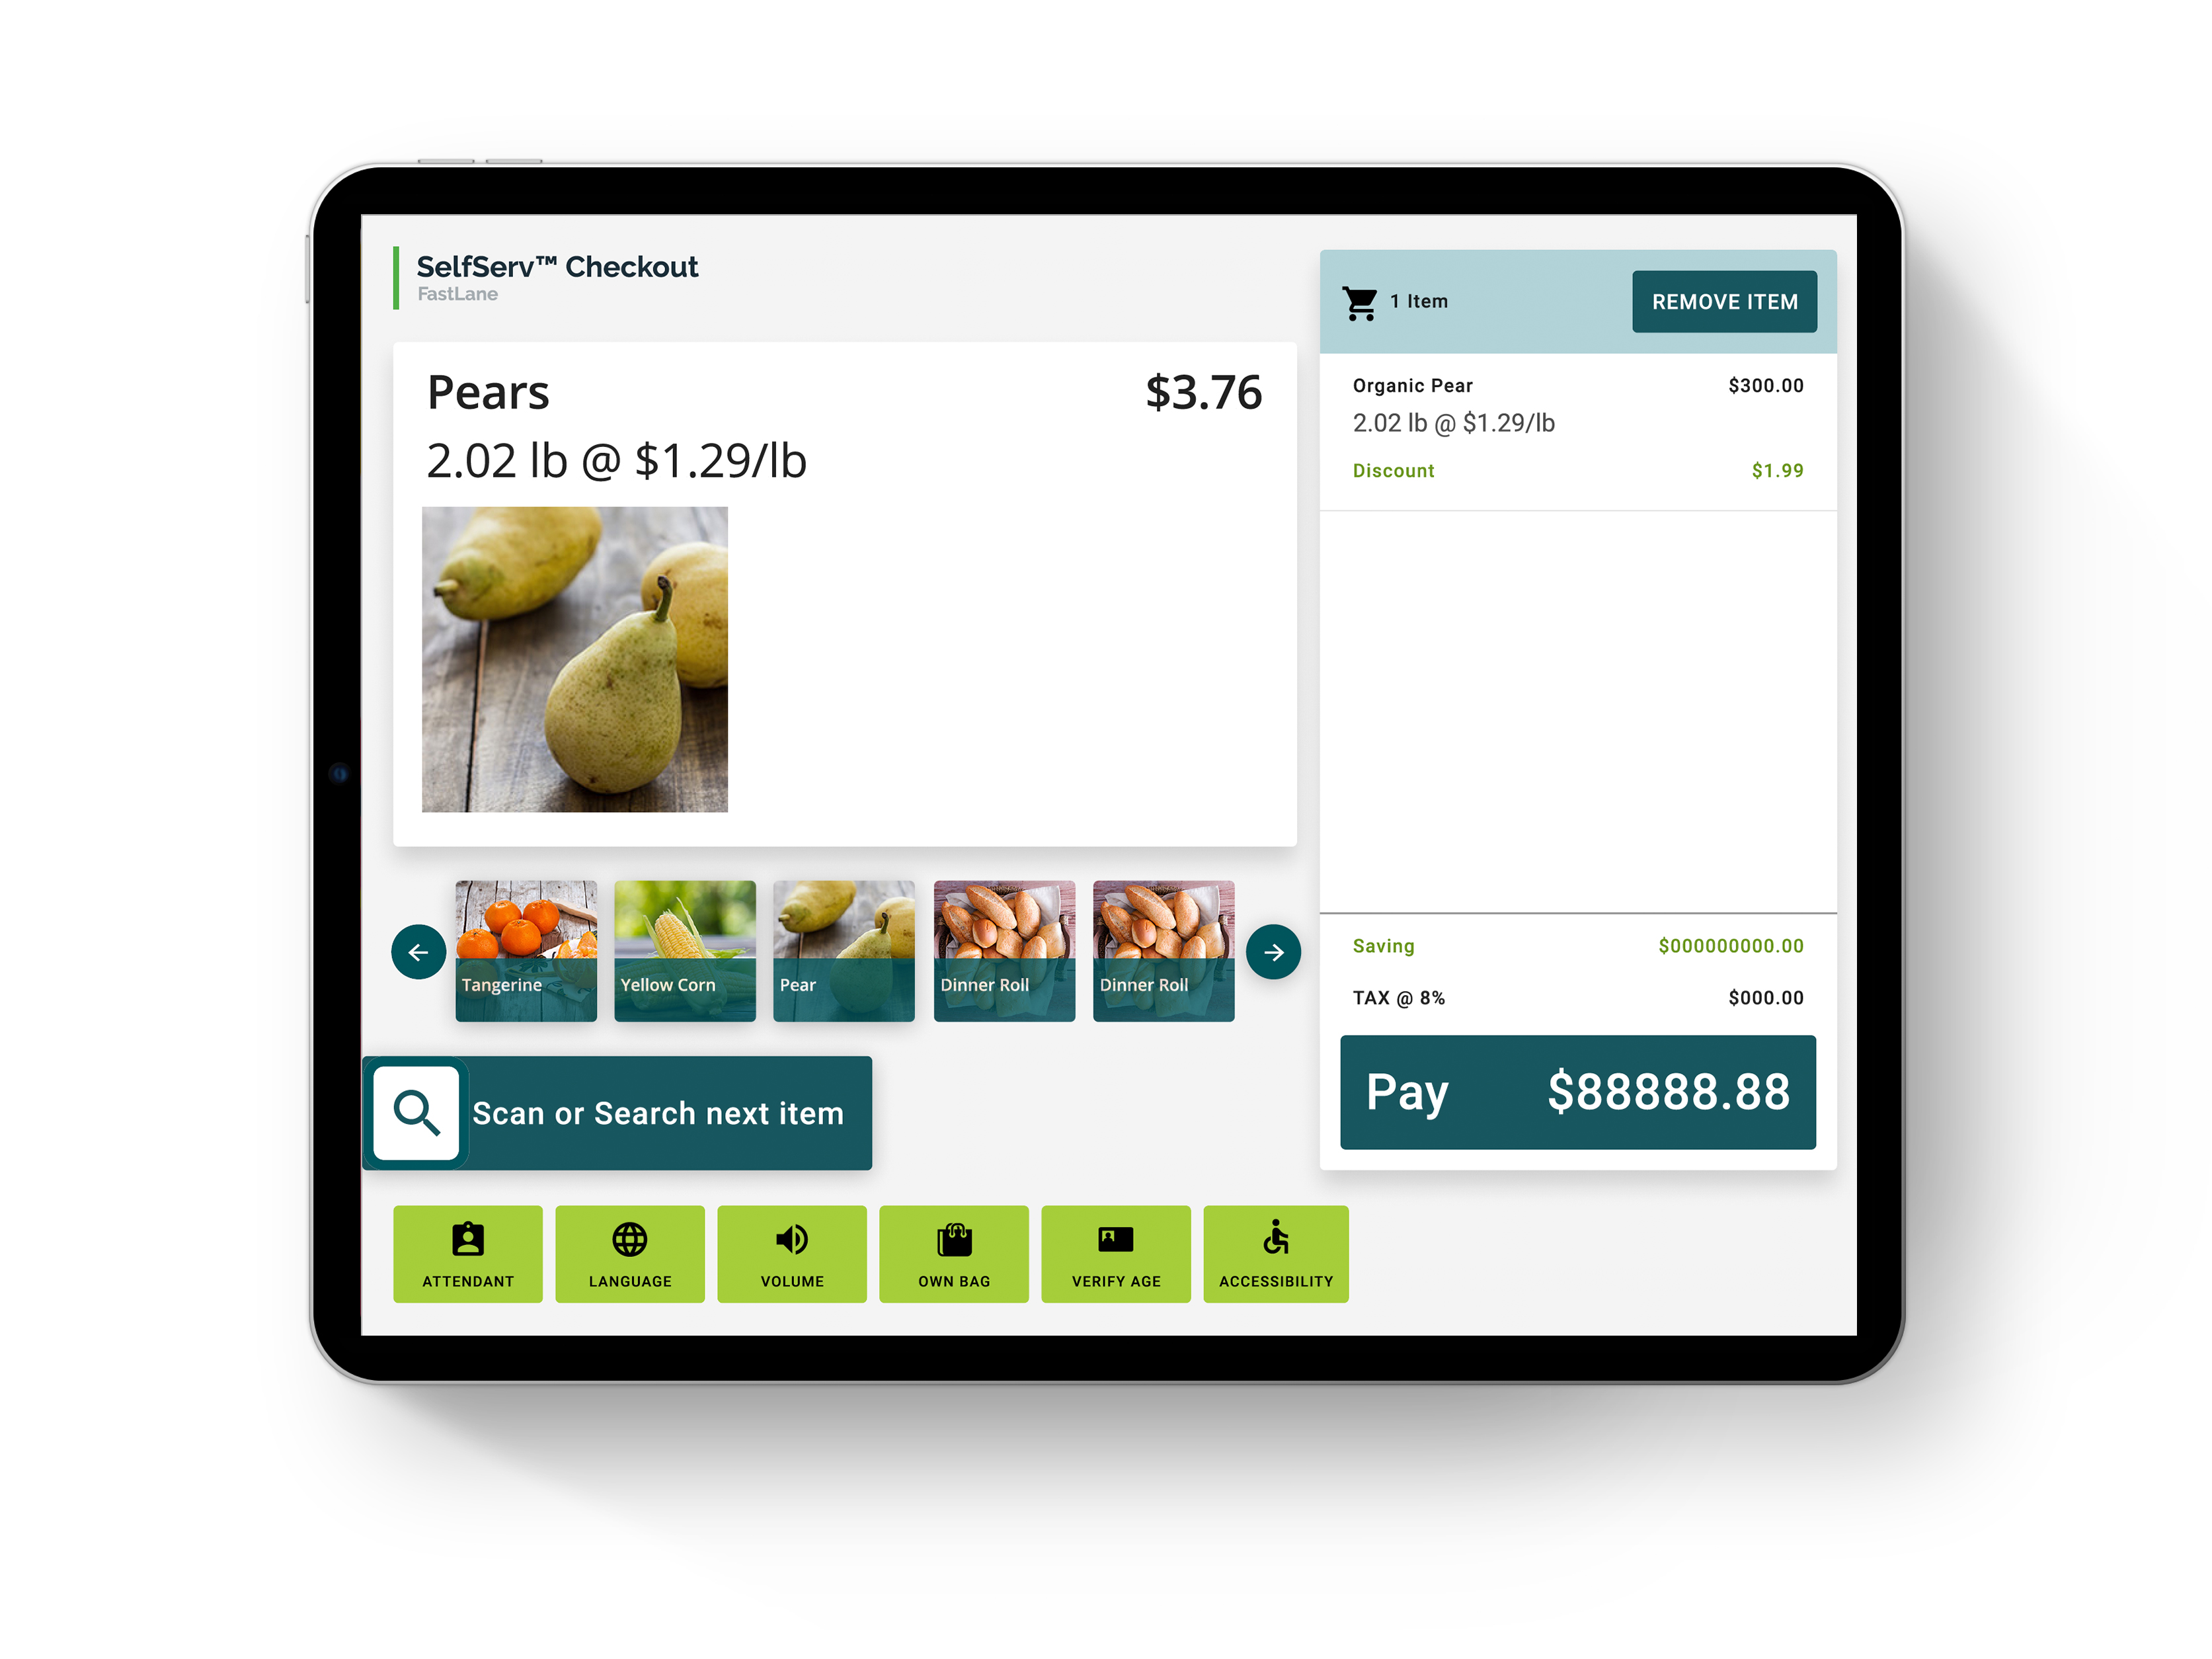 SelfServ™ Checkout
FastLane
Pears $3.76
2.02 lb @ $1.29/lb
Tangerine
Yellow Corn
Pear
Dinner Roll
Dinner Roll
Scan or Search next item
ATTENDANT
LANGUAGE
VOLUME
OWN BAG
VERIFY AGE
ACCESSIBILITY
1 Item
REMOVE ITEM
Organic Pear $300.00
2.02 lb @ $1.29/lb
Discount $1.99
Saving $000000000.00
TAX @ 8% $000.00
Pay $88888.88